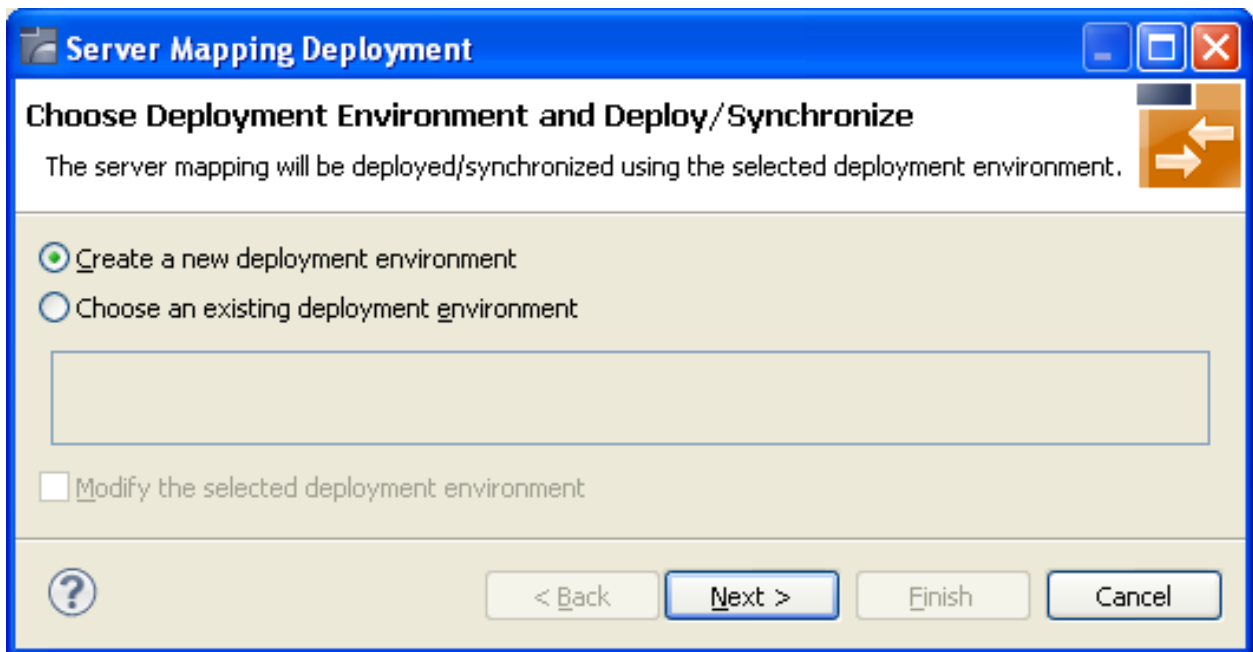 Server Mapping Deployment
Choose Deployment Environment and Deploy/Synchronize
The server mapping will be deployed/synchronized using the selected deployment environment.
Create a new deployment environment
Choose an existing deployment environment
Modify the selected deployment environment
? < Back Next > Finish Cancel